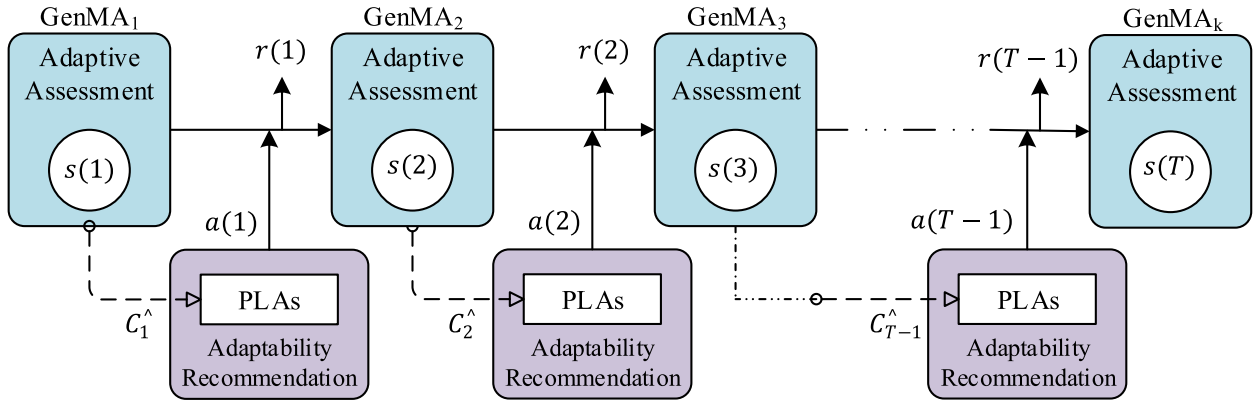 GenMA₁
GenMA₂
GenMA₃
GenMAₖ
Adaptive
Assessment
s(1)
r(1)
Adaptive
Assessment
s(2)
r(2)
Adaptive
Assessment
s(3)
r(T − 1)
Adaptive
Assessment
s(T)
a(1)
a(2)
a(T − 1)
C₁^
PLAs
Adaptability
Recommendation
C₂^
PLAs
Adaptability
Recommendation
C_{T−1}^
PLAs
Adaptability
Recommendation